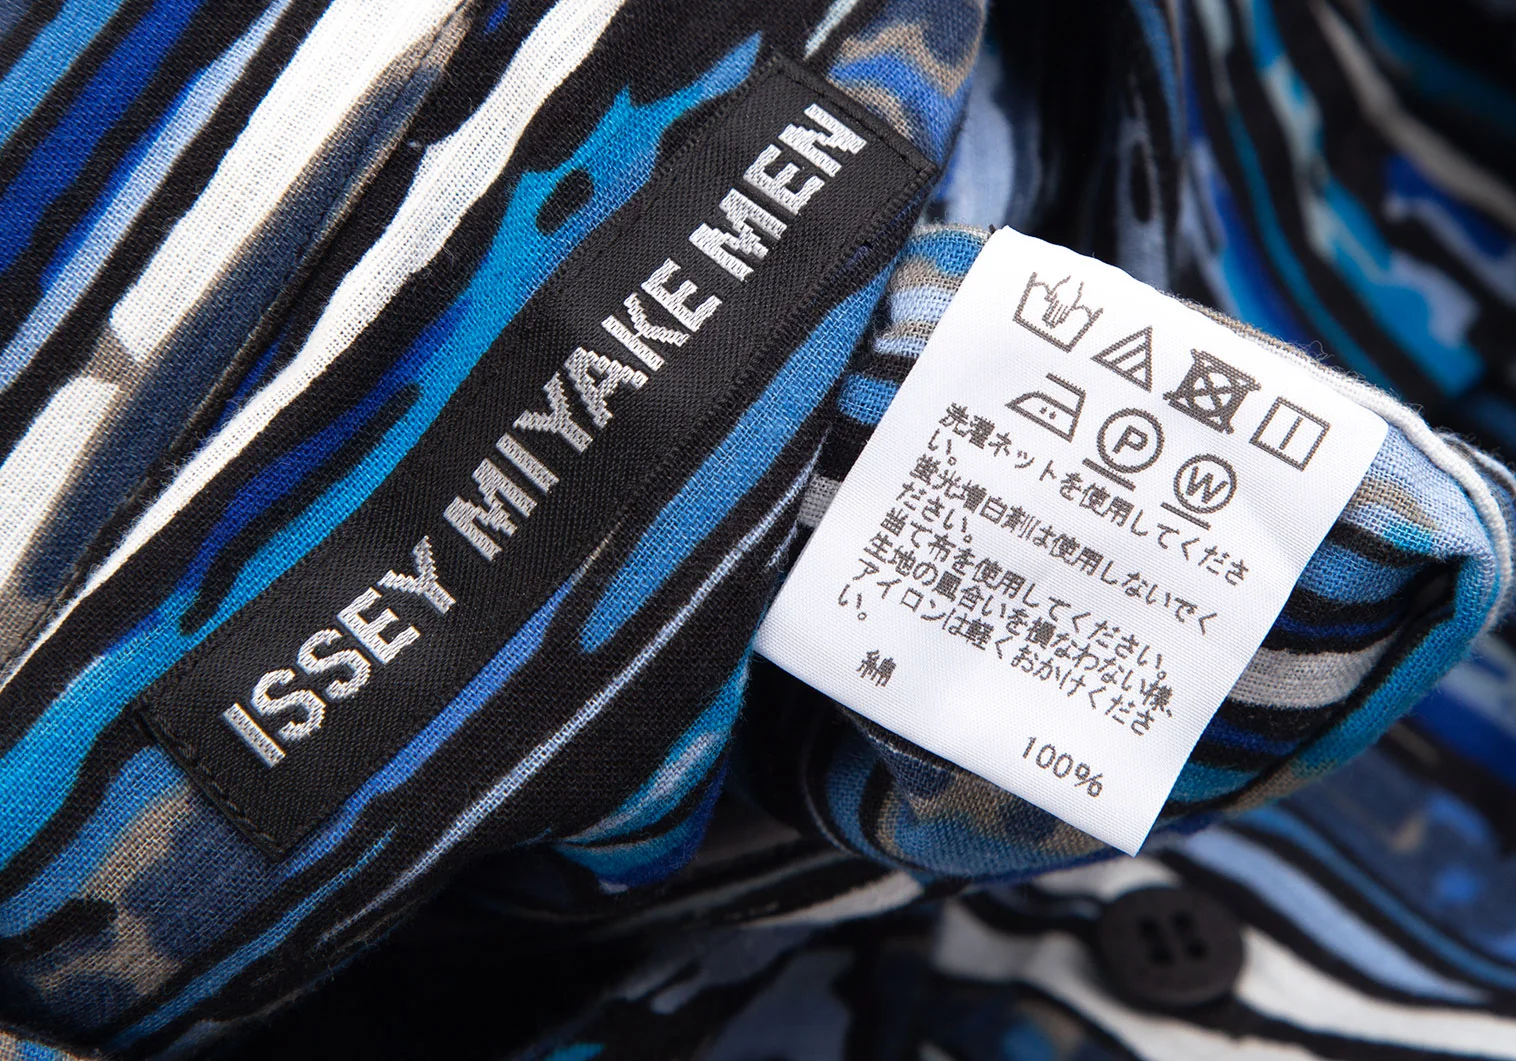 ISSEY MIYAKE MEN
P
W
洗濯ネットを使用してくださ
い。
蛍光増白剤は使用しないでく
ださい。
当て布を使用してください。
生地の風合いを損なわない様、
アイロンは軽くおかけくださ
い。
綿
100%